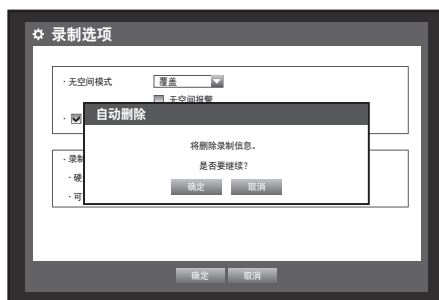 录制选项
· 无空间模式 覆盖
无空间报警
自动删除
将删除录制信息。
是否要继续?
确定 取消
· 录制
· 硬
· 可
确定 取消